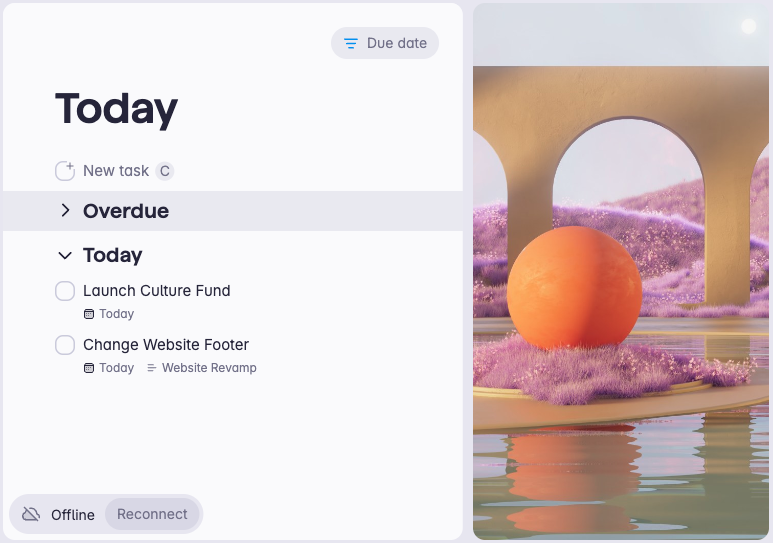 Due date
Today
New task C
Overdue
Today
Launch Culture Fund
Today
Change Website Footer
Today Website Revamp
Offline Reconnect